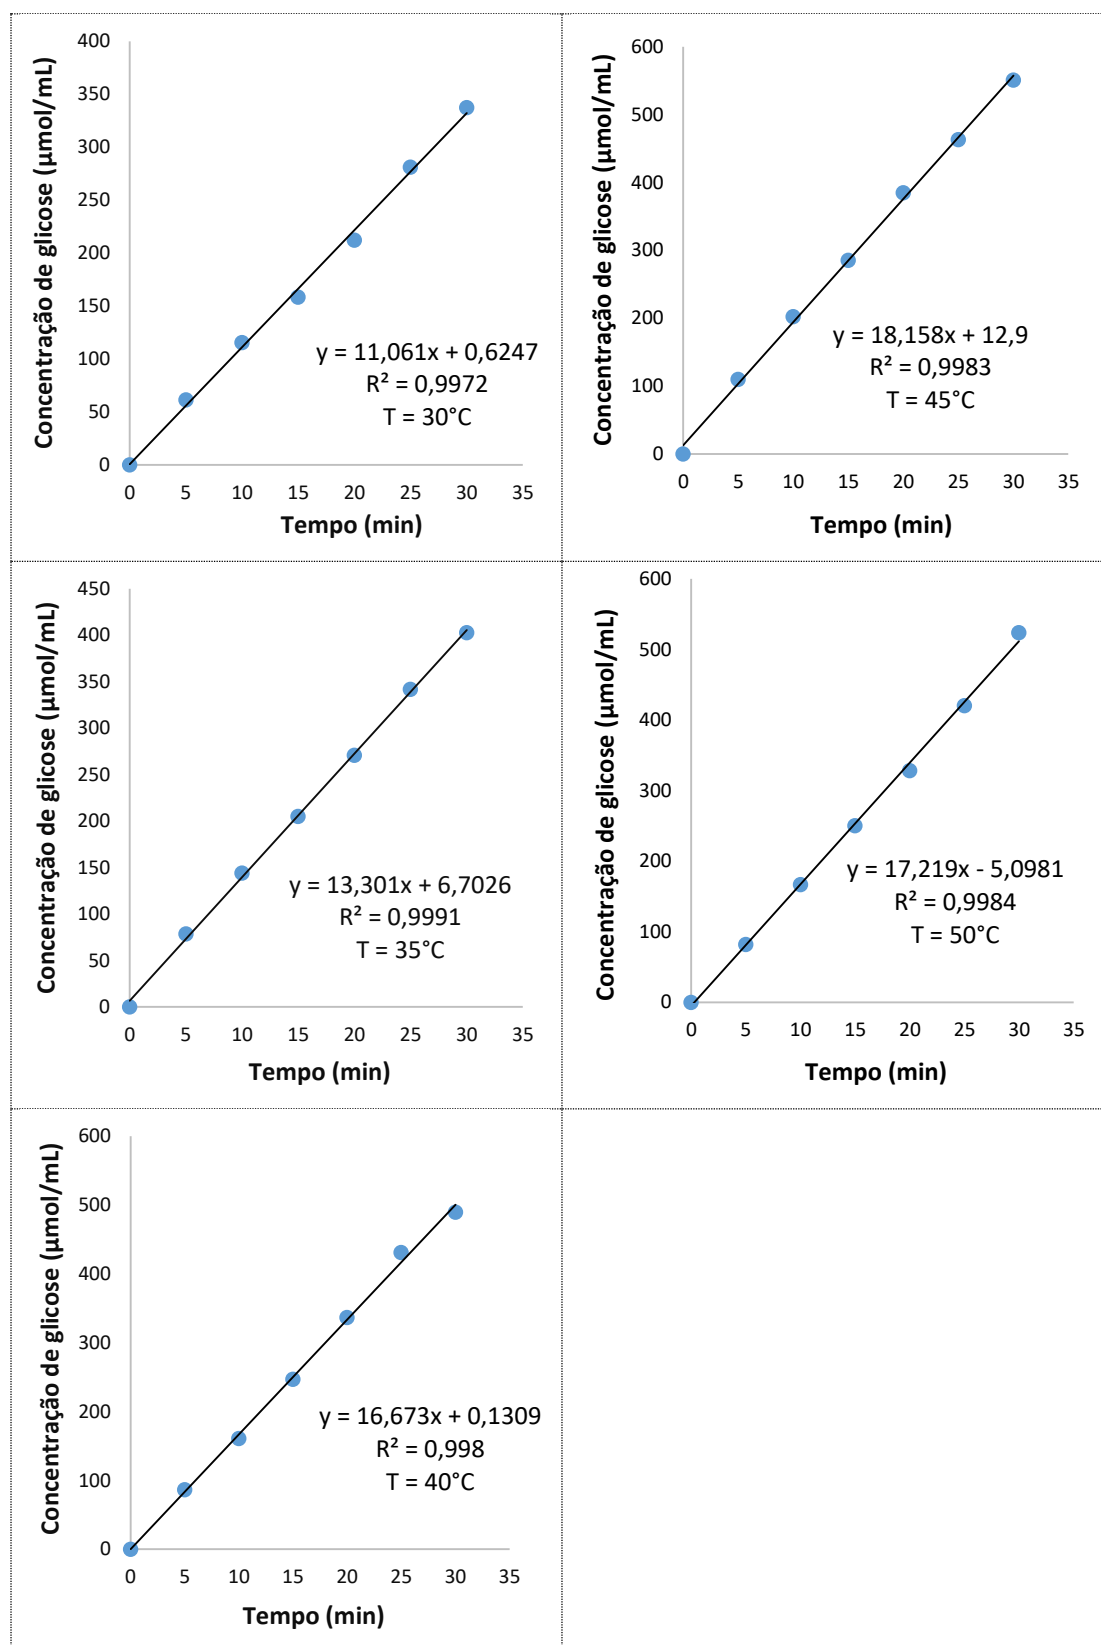 Concentração de glicose (µmol/mL)
400
350
300
250
200
150
100
50
0
y = 11,061x + 0,6247
R² = 0,9972
T = 30°C
0 5 10 15 20 25 30 35
Tempo (min)
Concentração de glicose (µmol/mL)
600
500
400
300
200
100
0
y = 18,158x + 12,9
R² = 0,9983
T = 45°C
0 5 10 15 20 25 30 35
Tempo (min)
Concentração de glicose (µmol/mL)
450
400
350
300
250
200
150
100
50
0
y = 13,301x + 6,7026
R² = 0,9991
T = 35°C
0 5 10 15 20 25 30 35
Tempo (min)
Concentração de glicose (µmol/mL)
600
500
400
300
200
100
0
y = 17,219x - 5,0981
R² = 0,9984
T = 50°C
0 5 10 15 20 25 30 35
Tempo (min)
Concentração de glicose (µmol/mL)
600
500
400
300
200
100
0
y = 16,673x + 0,1309
R² = 0,998
T = 40°C
0 5 10 15 20 25 30 35
Tempo (min)